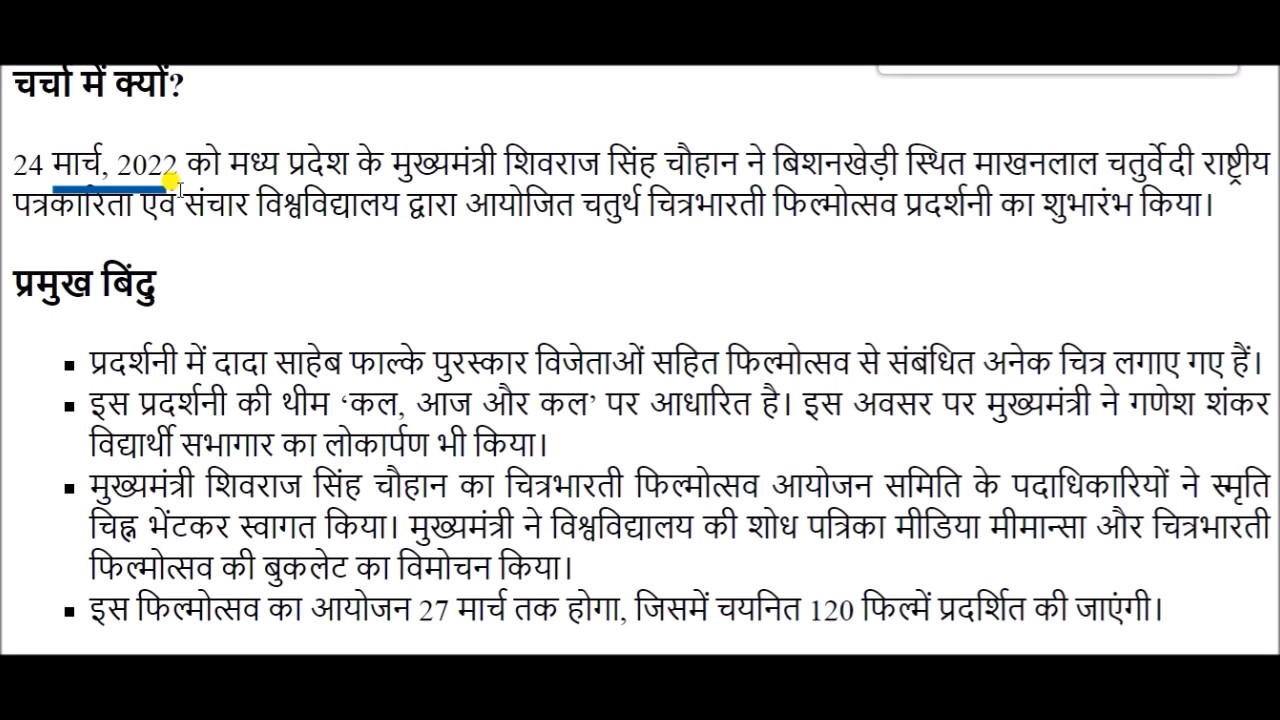 चर्चा में क्यों?
24 मार्च, 2022 को मध्य प्रदेश के मुख्यमंत्री शिवराज सिंह चौहान ने बिशनखेड़ी स्थित माखनलाल चतुर्वेदी राष्ट्रीय
पत्रकारिता एवं संचार विश्वविद्यालय द्वारा आयोजित चतुर्थ चित्रभारती फिल्मोत्सव प्रदर्शनी का शुभारंभ किया।
प्रमुख बिंदु
▪ प्रदर्शनी में दादा साहेब फाल्के पुरस्कार विजेताओं सहित फिल्मोत्सव से संबंधित अनेक चित्र लगाए गए हैं।
▪ इस प्रदर्शनी की थीम ‘कल, आज और कल’ पर आधारित है। इस अवसर पर मुख्यमंत्री ने गणेश शंकर
विद्यार्थी सभागार का लोकार्पण भी किया।
▪ मुख्यमंत्री शिवराज सिंह चौहान का चित्रभारती फिल्मोत्सव आयोजन समिति के पदाधिकारियों ने स्मृति
चिह्न भेंटकर स्वागत किया। मुख्यमंत्री ने विश्वविद्यालय की शोध पत्रिका मीडिया मीमान्सा और चित्रभारती
फिल्मोत्सव की बुकलेट का विमोचन किया।
▪ इस फिल्मोत्सव का आयोजन 27 मार्च तक होगा, जिसमें चयनित 120 फिल्में प्रदर्शित की जाएंगी।